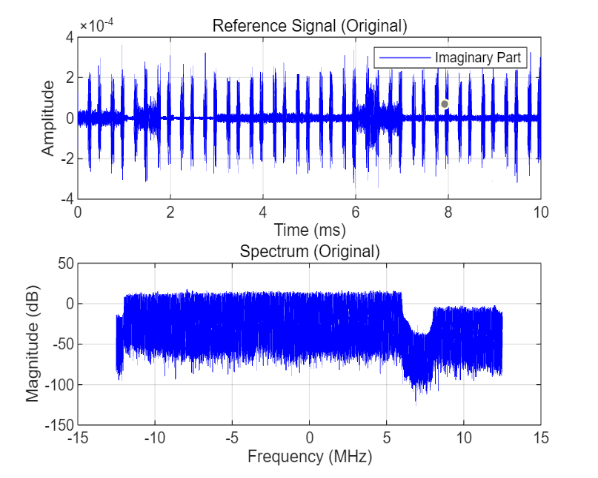 Reference Signal (Original)
×10⁻⁴
4
2
0
-2
-4
Amplitude
Imaginary Part
0 2 4 6 8 10
Time (ms)
Spectrum (Original)
50
0
-50
-100
-150
Magnitude (dB)
-15 -10 -5 0 5 10 15
Frequency (MHz)